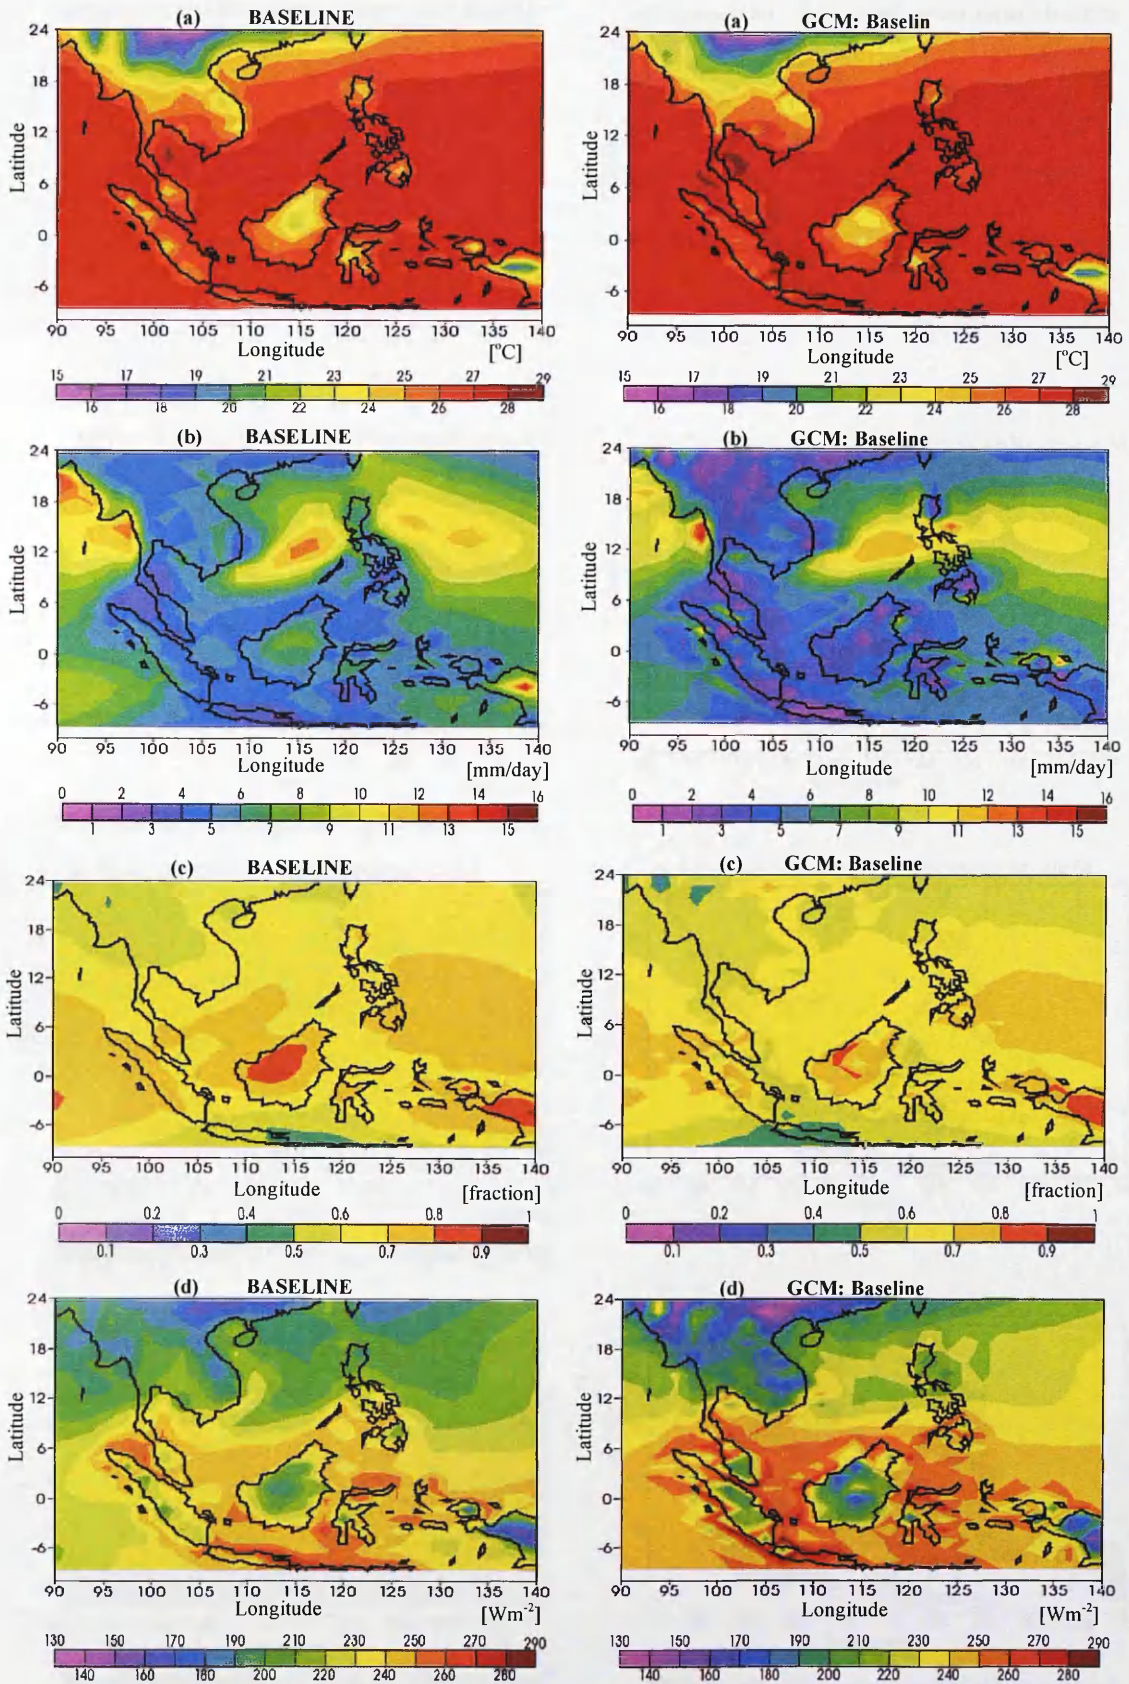 (a) BASELINE
24
18
12
6
0
-6
Latitude
90 95 100 105 110 115 120 125 130 135 140
Longitude [°C]
15 17 19 21 23 25 27 29
16 18 20 22 24 26 28
(a) GCM: Baselin
24
18
12
6
0
-6
Latitude
90 95 100 105 110 115 120 125 130 135 140
Longitude [°C]
15 17 19 21 23 25 27 29
16 18 20 22 24 26 28
(b) BASELINE
24
18
12
6
0
-6
Latitude
90 95 100 105 110 115 120 125 130 135 140
Longitude [mm/day]
0 2 4 6 8 10 12 14 16
1 3 5 7 9 11 13 15
(b) GCM: Baseline
24
18
12
6
0
-6
Latitude
90 95 100 105 110 115 120 125 130 135 140
Longitude [mm/day]
0 2 4 6 8 10 12 14 16
1 3 5 7 9 11 13 15
(c) BASELINE
24
18
12
6
0
-6
Latitude
90 95 100 105 110 115 120 125 130 135 140
Longitude [fraction]
0 0.2 0.4 0.6 0.8 1
0.1 0.3 0.5 0.7 0.9
(c) GCM: Baseline
24
18
12
6
0
-6
Latitude
90 95 100 105 110 115 120 125 130 135 140
Longitude [fraction]
0 0.2 0.4 0.6 0.8 1
0.1 0.3 0.5 0.7 0.9
(d) BASELINE
24
18
12
6
0
-6
Latitude
90 95 100 105 110 115 120 125 130 135 140
Longitude [Wm-2]
130 150 170 190 210 230 250 270 290
140 160 180 200 220 240 260 280
(d) GCM: Baseline
24
18
12
6
0
-6
Latitude
90 95 100 105 110 115 120 125 130 135 140
Longitude [Wm-2]
130 150 170 190 210 230 250 270 290
140 160 180 200 220 240 260 280